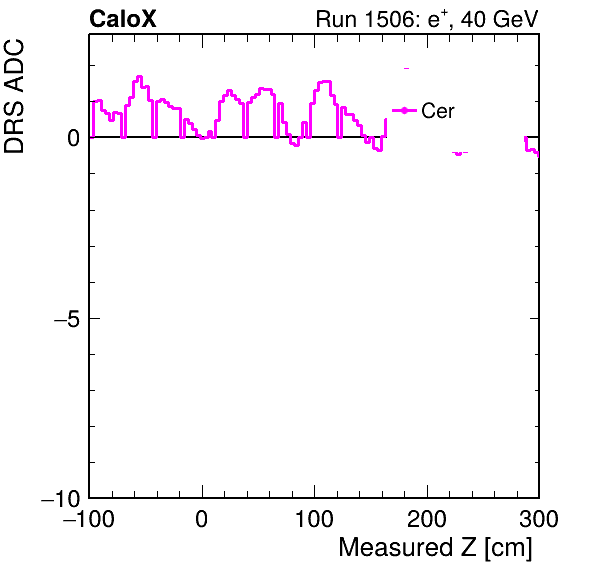 CaloX Run 1506: e+, 40 GeV
DRS ADC
Cer
0
−5
−10
−100 0 100 200 300
Measured Z [cm]